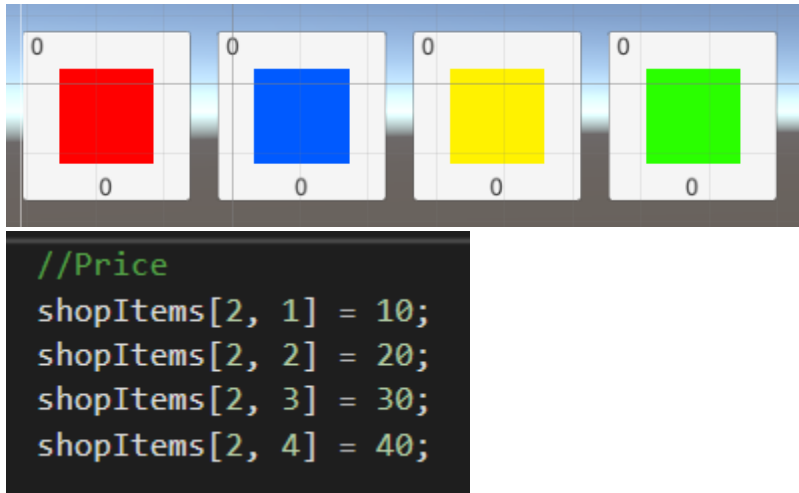 0 0 0 0
0 0 0 0
//Price
shopItems[2, 1] = 10;
shopItems[2, 2] = 20;
shopItems[2, 3] = 30;
shopItems[2, 4] = 40;